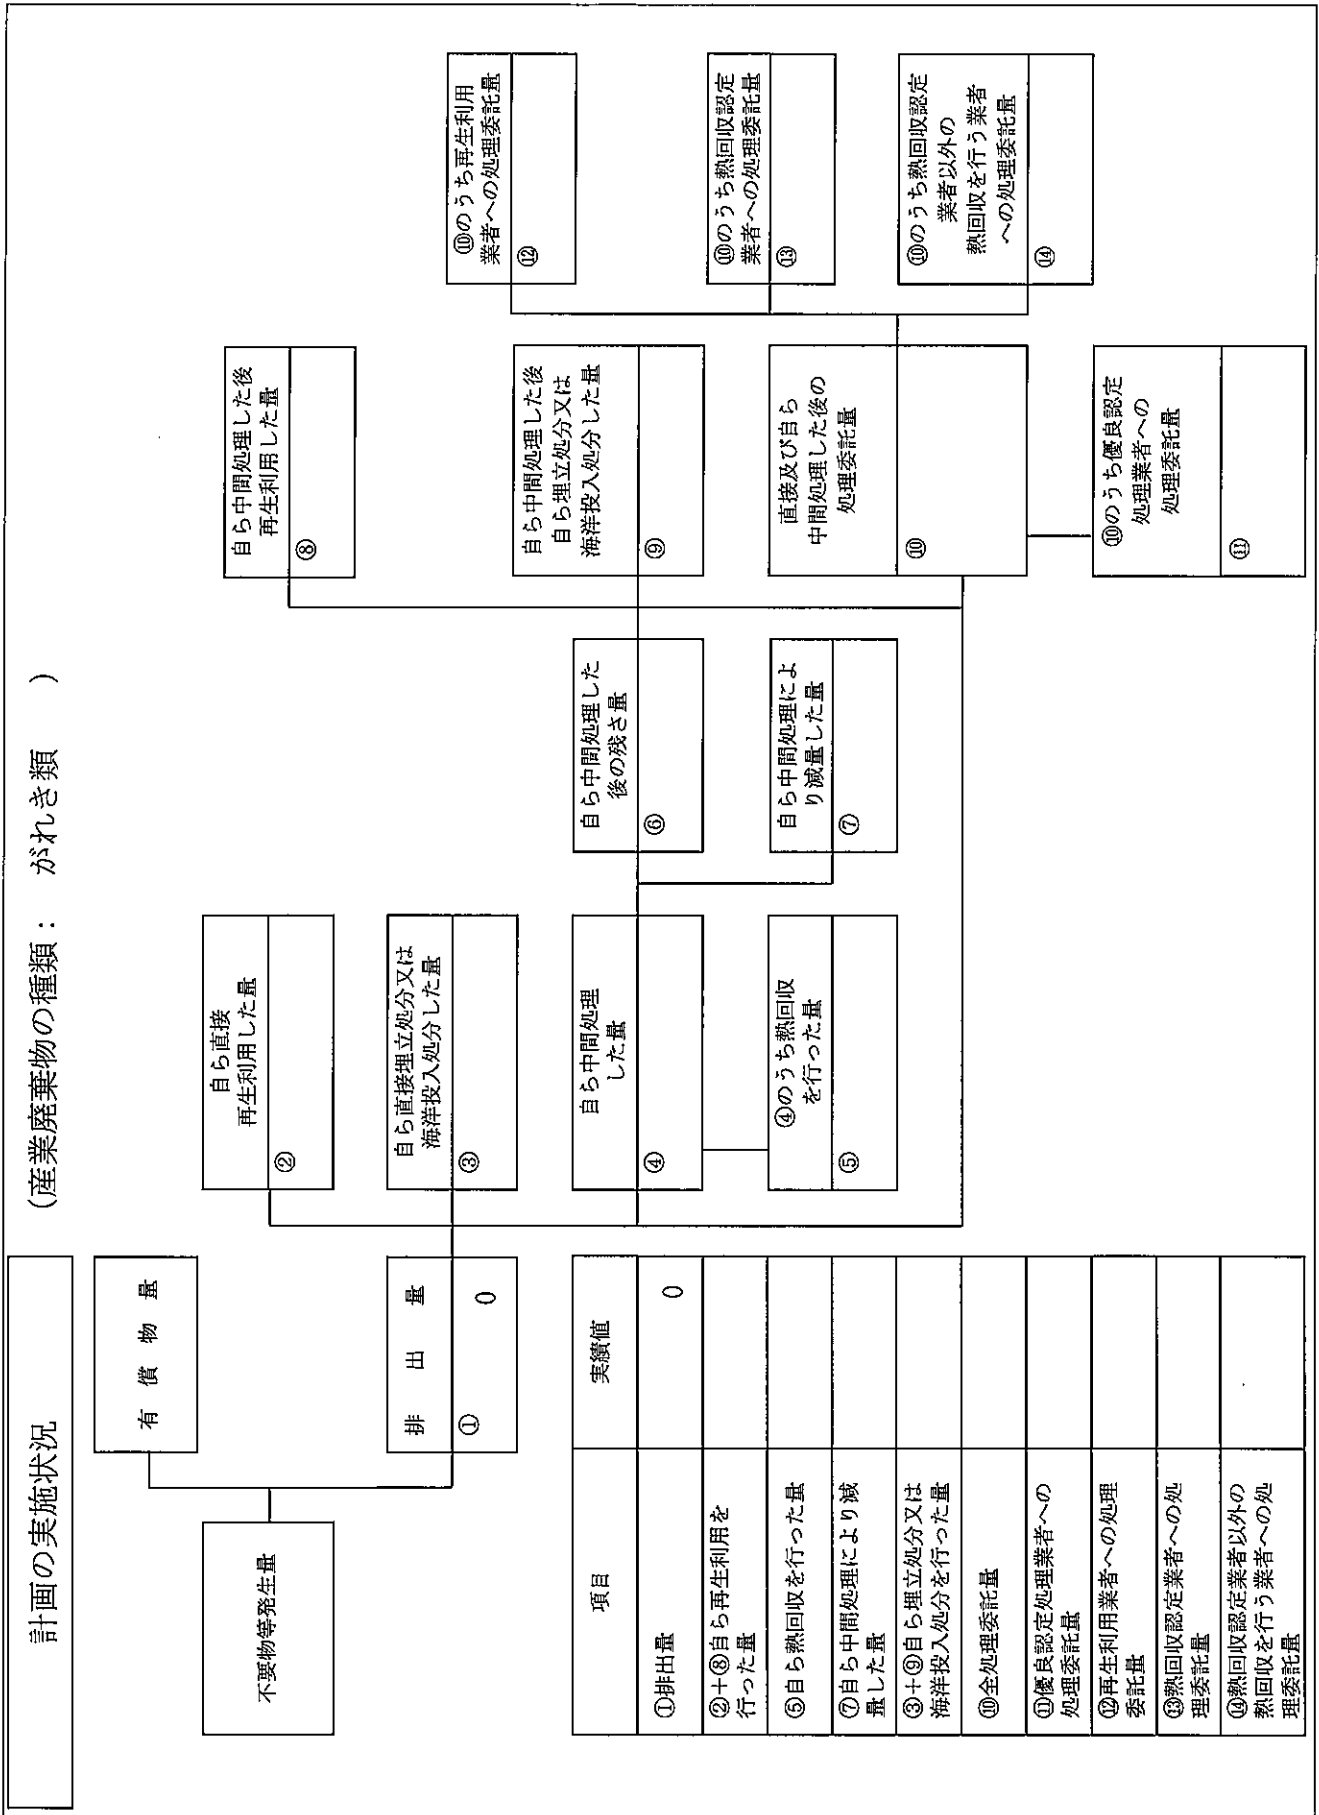 計画の実施状況
(産業廃棄物の種類： がれき類 )
不要物等発生量
有償物量
排出量
① 0
自ら直接
再生利用した量
②
自ら直接埋立処分又は
海洋投入処分した量
③
自ら中間処理
した量
④
④のうち熱回収
を行った量
⑤
自ら中間処理した
後の残さ量
⑥
自ら中間処理によ
り減量した量
⑦
自ら中間処理した後
再生利用した量
⑧
自ら中間処理した後
自ら埋立処分又は
海洋投入処分した量
⑨
直接及び自ら
中間処理した後の
処理委託量
⑩
⑩のうち優良認定
処理業者への
処理委託量
⑪
⑩のうち再生利用
業者への処理委託量
⑫
⑩のうち熱回収認定
業者への処理委託量
⑬
⑩のうち熱回収認定
業者以外の
熱回収を行う業者
への処理委託量
⑭
項目 実績値
①排出量 0
②+⑧自ら再生利用を
行った量
⑤自ら熱回収を行った量
⑦自ら中間処理により減
量した量
③+⑨自ら埋立処分又は
海洋投入処分を行った量
⑩全処理委託量
⑪優良認定処理業者への
処理委託量
⑫再生利用業者への処理
委託量
⑬熱回収認定業者への処
理委託量
⑭熱回収認定業者以外の
熱回収を行う業者への処
理委託量